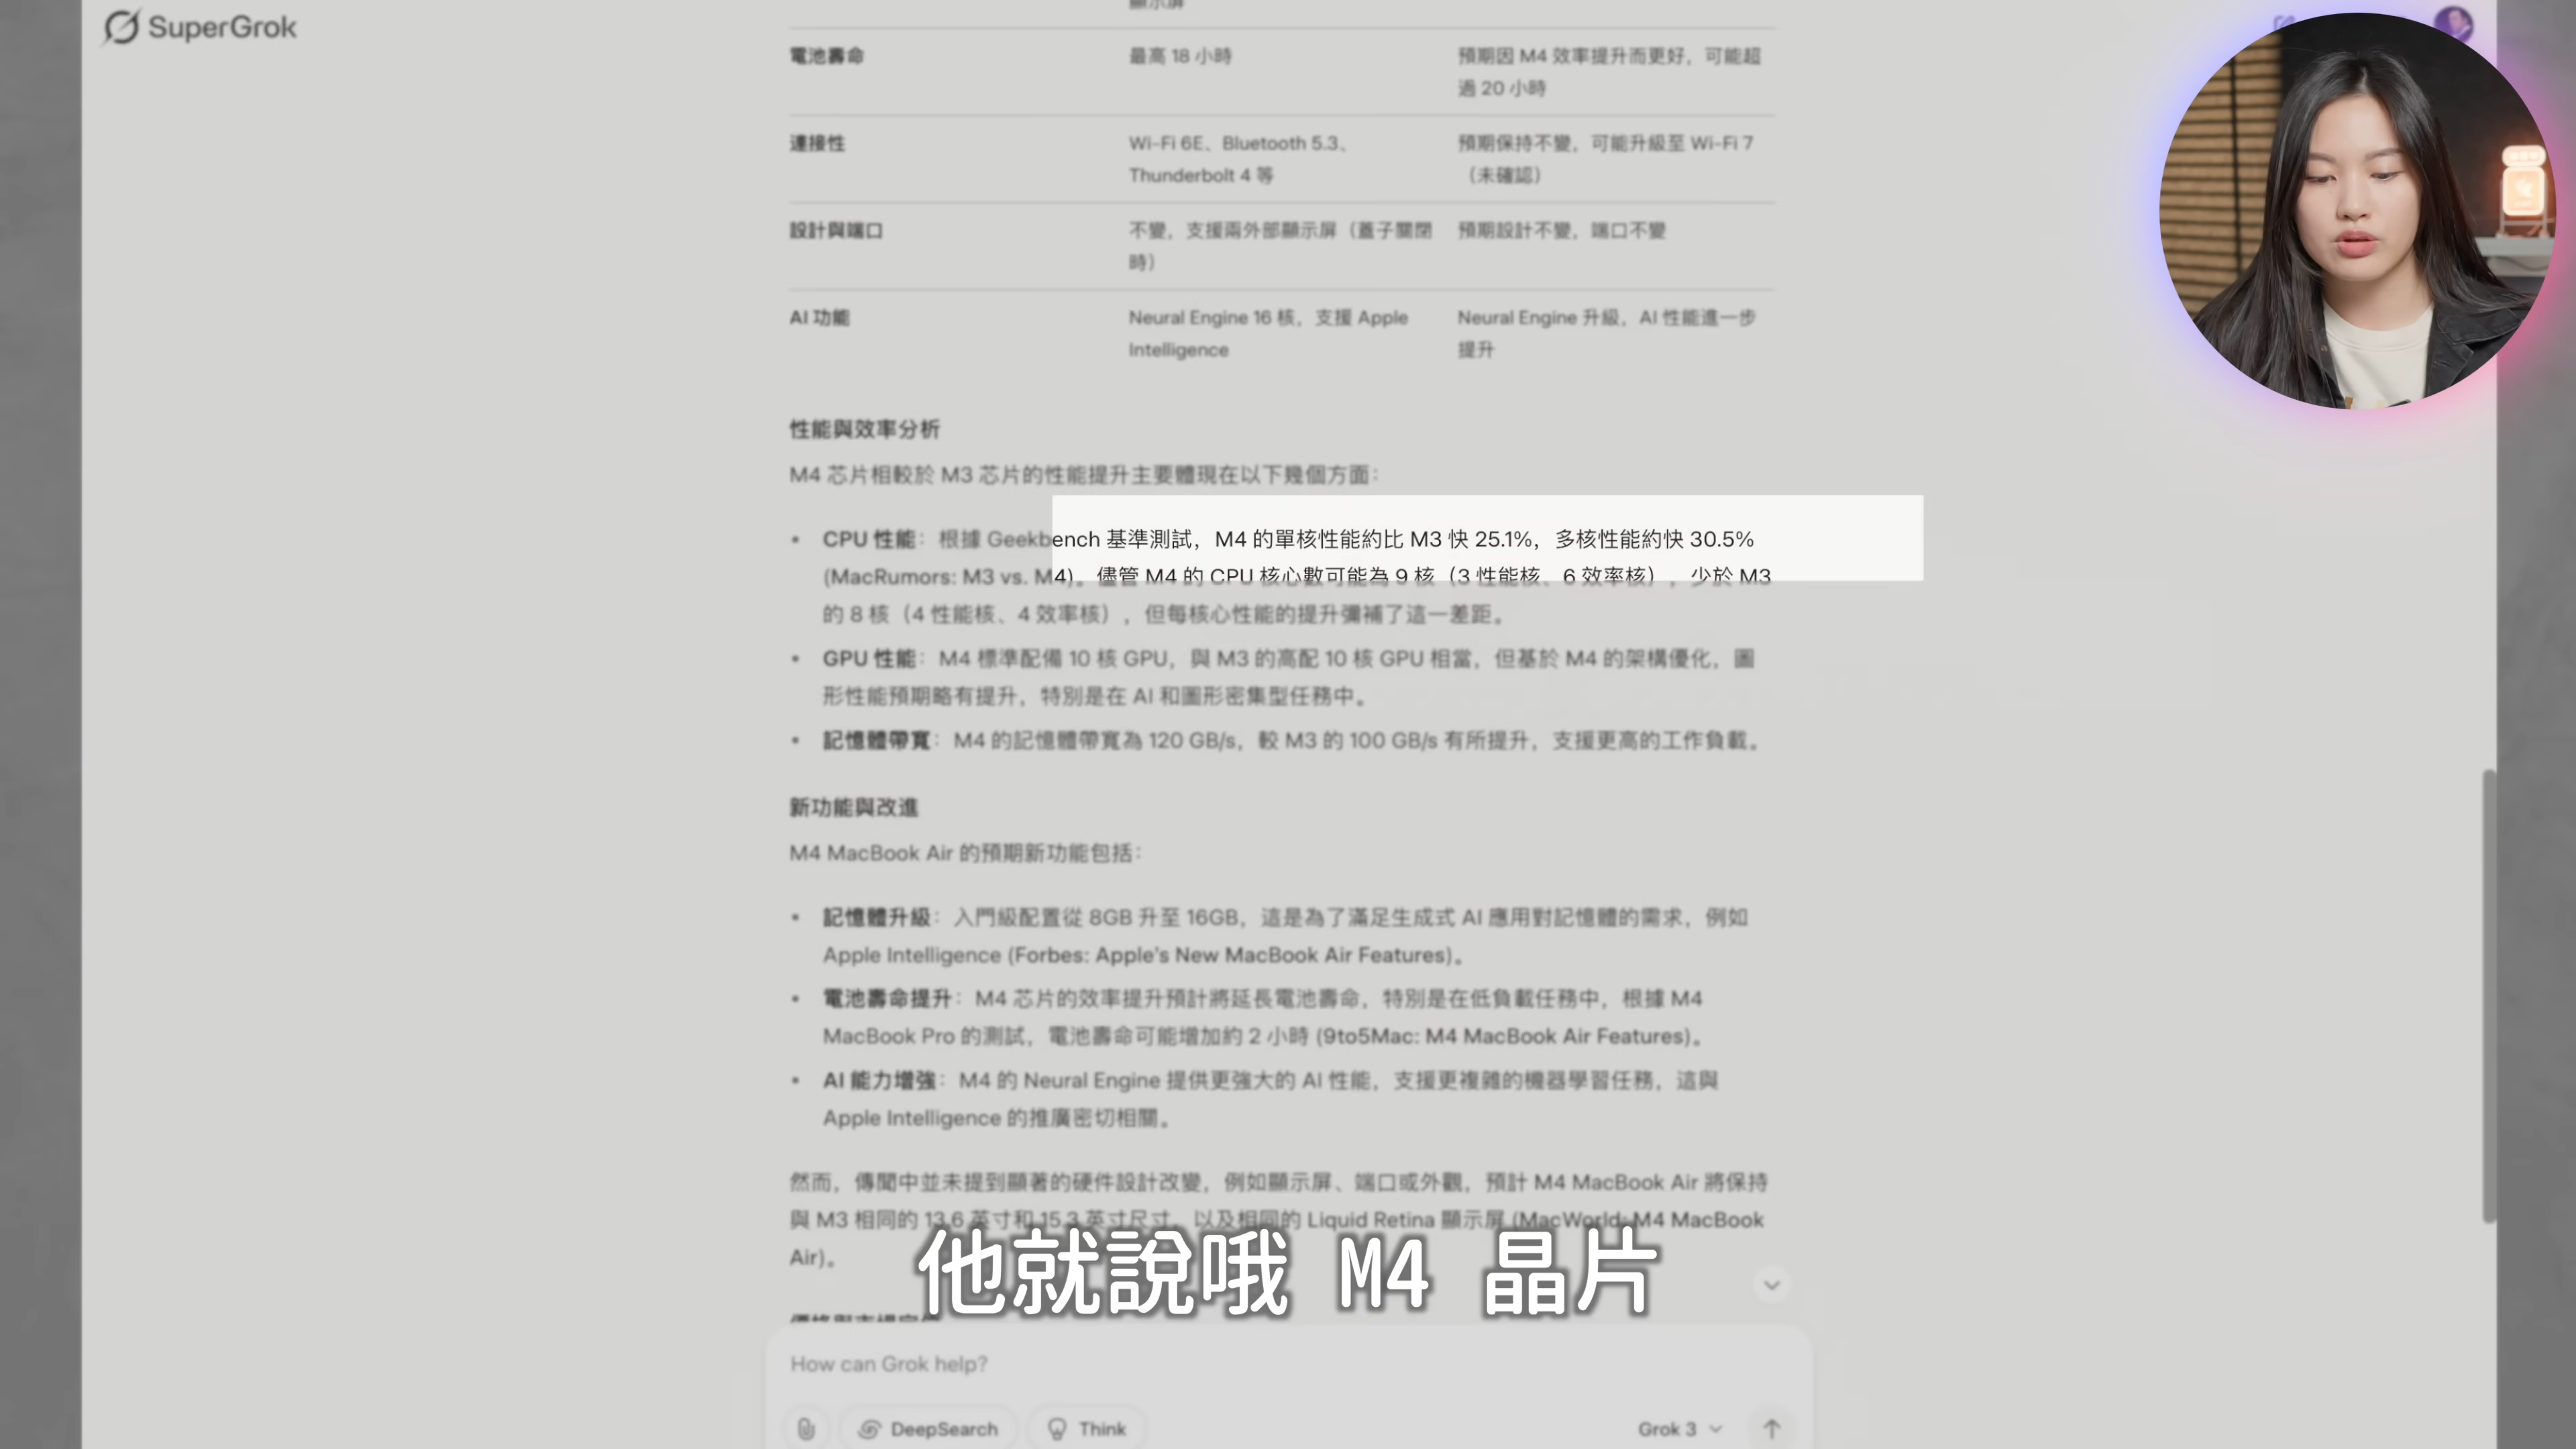 SuperGrok
顯示屏
電池壽命 最高 18 小時 預期因 M4 效率提升而更好，可能超
過 20 小時
連接性 Wi-Fi 6E、Bluetooth 5.3、 預期保持不變，可能升級至 Wi-Fi 7
Thunderbolt 4 等 （未確認）
設計與端口 不變，支援兩外部顯示屏（蓋子關閉 預期設計不變，端口不變
時）
AI 功能 Neural Engine 16 核，支援 Apple Neural Engine 升級，AI 性能進一步
Intelligence 提升
性能與效率分析
M4 芯片相較於 M3 芯片的性能提升主要體現在以下幾個方面：
• CPU 性能：根據 Geekbench 基準測試，M4 的單核性能約比 M3 快 25.1%，多核性能約快 30.5%
(MacRumors: M3 vs. M4)。儘管 M4 的 CPU 核心數可能為 9 核（3 性能核、6 效率核），少於 M3
的 8 核（4 性能核、4 效率核），但每核心性能的提升彌補了這一差距。
• GPU 性能：M4 標準配備 10 核 GPU，與 M3 的高配 10 核 GPU 相當，但基於 M4 的架構優化，圖
形性能預期略有提升，特別是在 AI 和圖形密集型任務中。
• 記憶體帶寬：M4 的記憶體帶寬為 120 GB/s，較 M3 的 100 GB/s 有所提升，支援更高的工作負載。
新功能與改進
M4 MacBook Air 的預期新功能包括：
• 記憶體升級：入門級配置從 8GB 升至 16GB，這是為了滿足生成式 AI 應用對記憶體的需求，例如
Apple Intelligence (Forbes: Apple's New MacBook Air Features)。
• 電池壽命提升：M4 芯片的效率提升預計將延長電池壽命，特別是在低負載任務中，根據 M4
MacBook Pro 的測試，電池壽命可能增加約 2 小時 (9to5Mac: M4 MacBook Air Features)。
• AI 能力增強：M4 的 Neural Engine 提供更強大的 AI 性能，支援更複雜的機器學習任務，這與
Apple Intelligence 的推廣密切相關。
然而，傳聞中並未提到顯著的硬件設計改變，例如顯示屏、端口或外觀，預計 M4 MacBook Air 將保持
與 M3 相同的 13.6 英寸和 15.3 英寸尺寸，以及相同的 Liquid Retina 顯示屏 (MacWorld: M4 MacBook
Air)。
他就說哦 M4 晶片
How can Grok help?
DeepSearch Think Grok 3